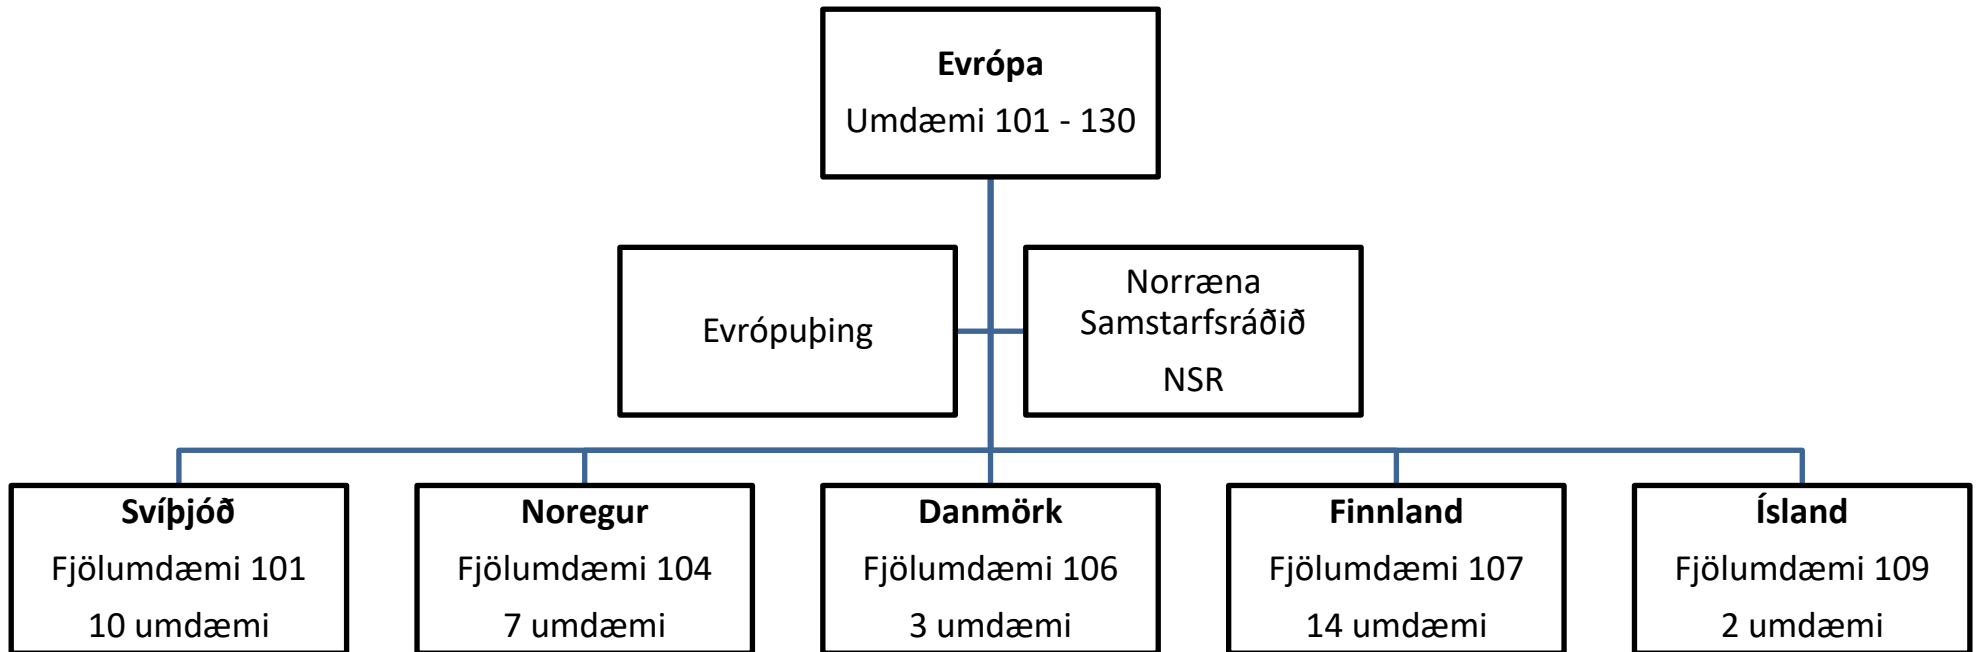 Evrópa
Umdæmi 101 - 130
Evrópuþing
Norræna
Samstarfsráðið
NSR
Svíþjóð
Fjölumdæmi 101
10 umdæmi
Noregur
Fjölumdæmi 104
7 umdæmi
Danmörk
Fjölumdæmi 106
3 umdæmi
Finnland
Fjölumdæmi 107
14 umdæmi
Ísland
Fjölumdæmi 109
2 umdæmi